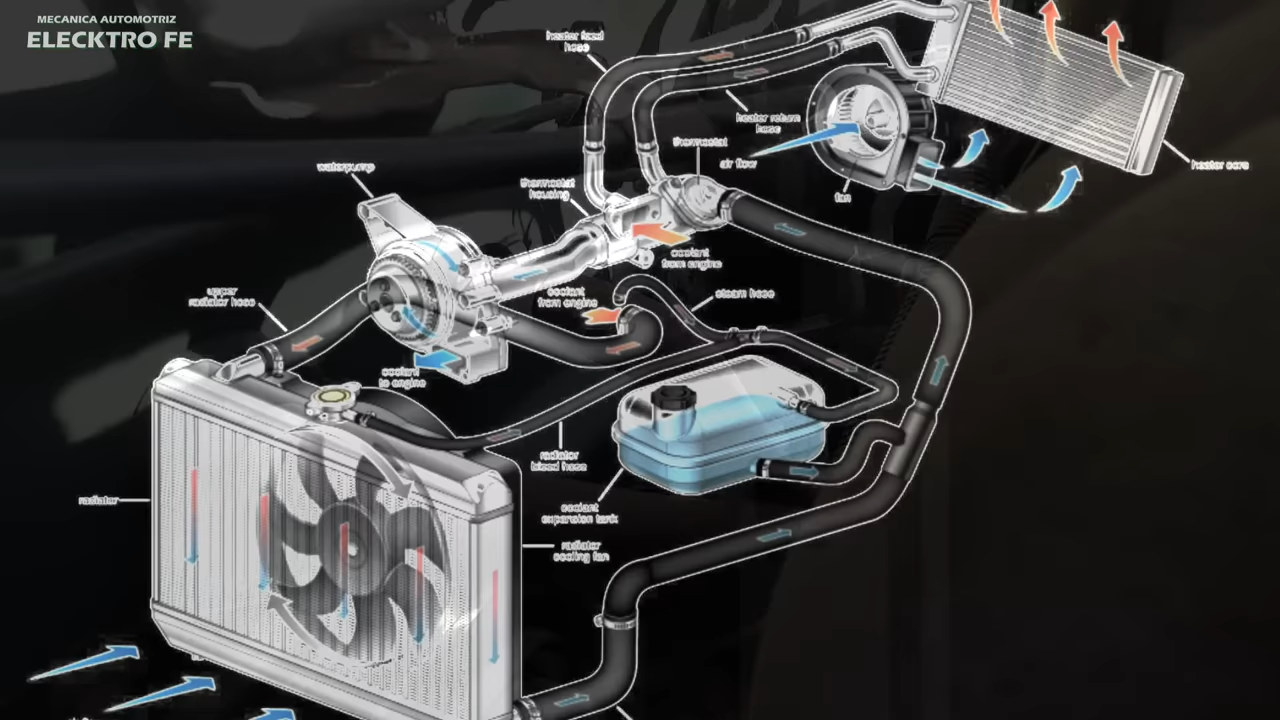 MECANICA AUTOMOTRIZ
ELECKTRO FE
heater feed
hose
heater return
hose
thermostat
air flow
heater core
waterpump
thermostat
housing
fan
coolant
from engine
upper
radiator hose
coolant
from engine
steam hose
coolant
to engine
radiator
bleed hose
radiator
coolant
expansion tank
radiator
cooling fan